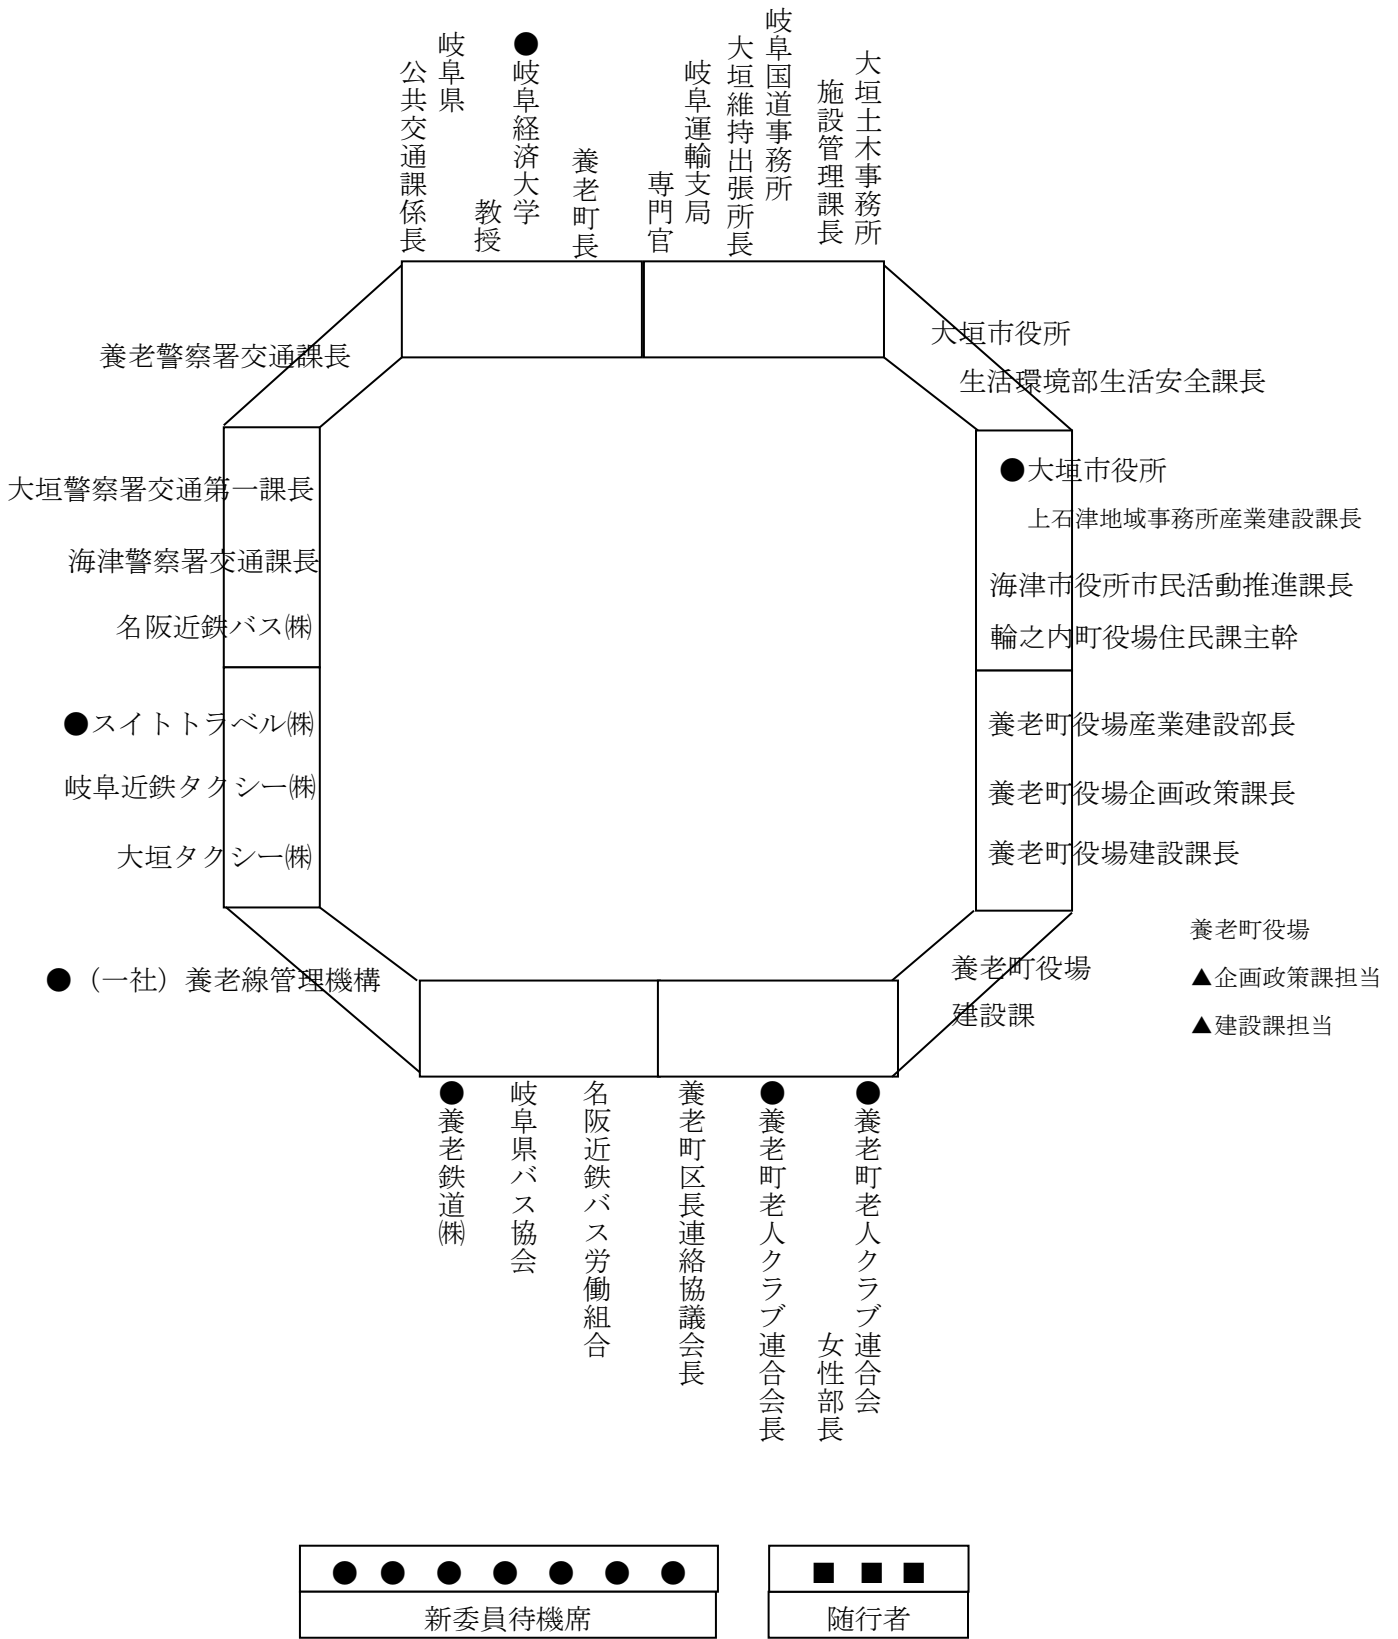 岐阜県
公共交通課係長
●岐阜経済大学
教授
養老町長
岐阜運輸支局
専門官
岐阜国道事務所
大垣維持出張所長
大垣土木事務所
施設管理課長
養老警察署交通課長
大垣警察署交通第一課長
海津警察署交通課長
名阪近鉄バス㈱
●スイトトラベル㈱
岐阜近鉄タクシー㈱
大垣タクシー㈱
●（一社）養老線管理機構
大垣市役所
生活環境部生活安全課長
●大垣市役所
上石津地域事務所産業建設課長
海津市役所市民活動推進課長
輪之内町役場住民課主幹
養老町役場産業建設部長
養老町役場企画政策課長
養老町役場建設課長
養老町役場
建設課
養老町役場
▲企画政策課担当
▲建設課担当
●養老鉄道㈱
岐阜県バス協会
名阪近鉄バス労働組合
養老町区長連絡協議会長
●養老町老人クラブ連合会長
●養老町老人クラブ連合会
女性部長
● ● ● ● ● ● ●
新委員待機席
■ ■ ■
随行者